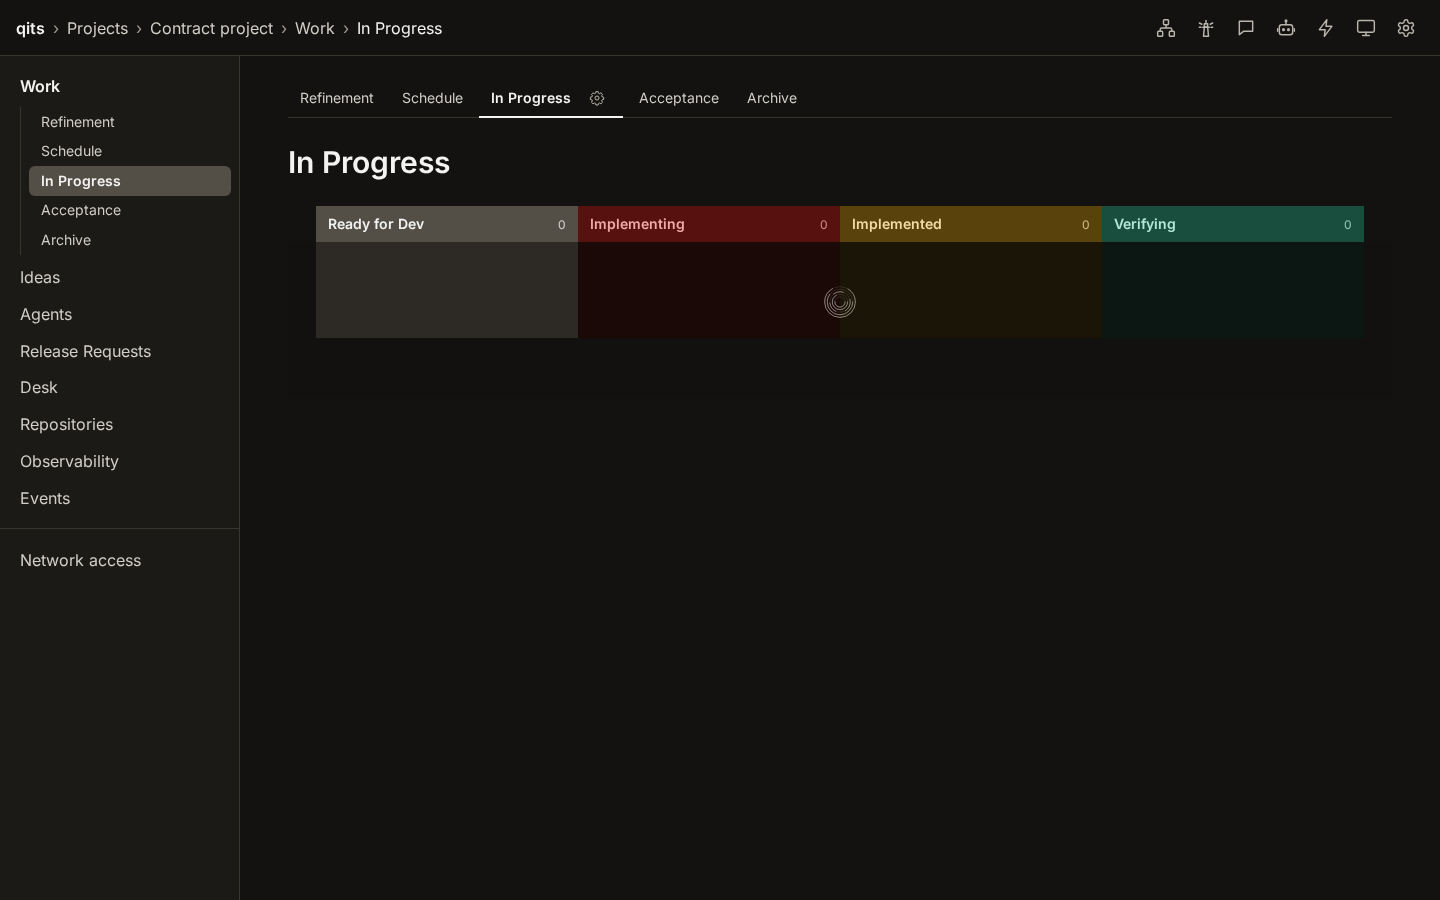 qits › Projects › Contract project › Work › In Progress
Work
Refinement
Schedule
In Progress
Acceptance
Archive
Ideas
Agents
Release Requests
Desk
Repositories
Observability
Events
Network access
Refinement Schedule In Progress Acceptance Archive
In Progress
Ready for Dev 0 Implementing 0 Implemented 0 Verifying 0